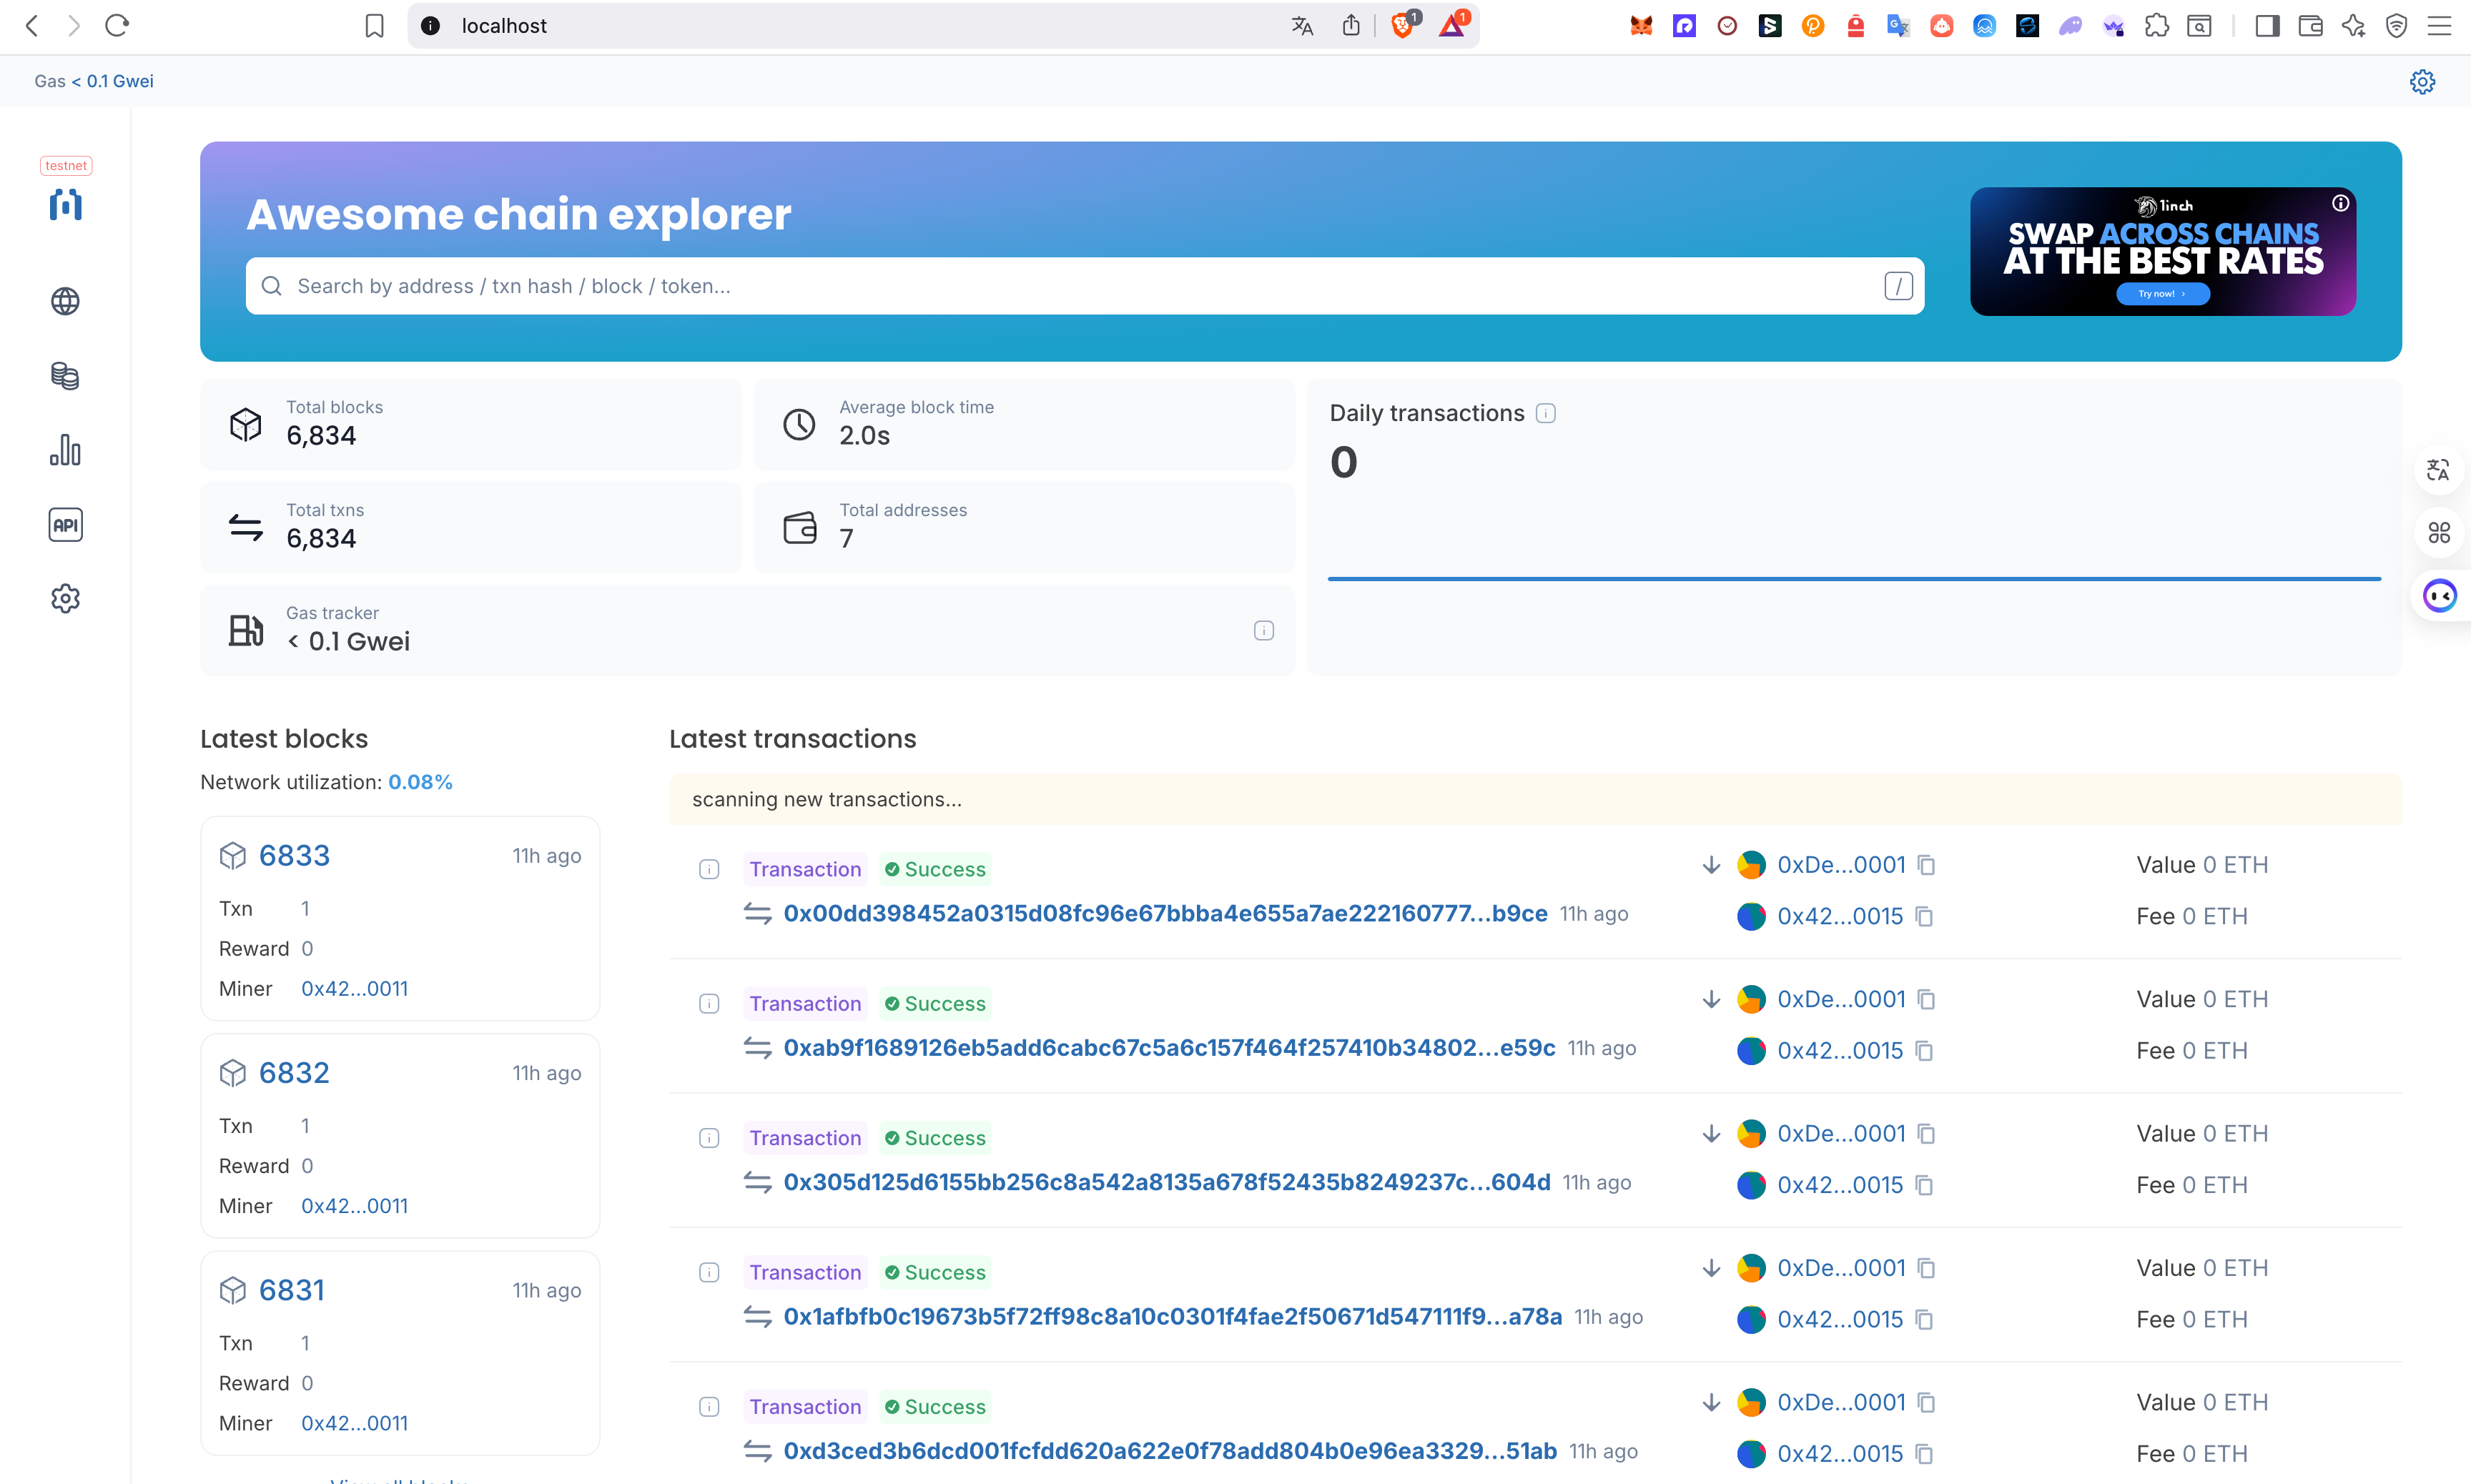 localhost
1
1
Gas < 0.1 Gwei
testnet
API
Awesome chain explorer
Search by address / txn hash / block / token...
/
1inch
SWAP ACROSS CHAINS
AT THE BEST RATES
Try now! ›
Total blocks
6,834
Average block time
2.0s
Total txns
6,834
Total addresses
7
Gas tracker
< 0.1 Gwei
Daily transactions
0
Latest blocks
Network utilization: 0.08%
6833 11h ago
Txn 1
Reward 0
Miner 0x42...0011
6832 11h ago
Txn 1
Reward 0
Miner 0x42...0011
6831 11h ago
Txn 1
Reward 0
Miner 0x42...0011
View all blocks
Latest transactions
scanning new transactions...
Transaction Success
0x00dd398452a0315d08fc96e67bbba4e655a7ae222160777...b9ce 11h ago
0xDe...0001
0x42...0015
Value 0 ETH
Fee 0 ETH
Transaction Success
0xab9f1689126eb5add6cabc67c5a6c157f464f257410b34802...e59c 11h ago
0xDe...0001
0x42...0015
Value 0 ETH
Fee 0 ETH
Transaction Success
0x305d125d6155bb256c8a542a8135a678f52435b8249237c...604d 11h ago
0xDe...0001
0x42...0015
Value 0 ETH
Fee 0 ETH
Transaction Success
0x1afbfb0c19673b5f72ff98c8a10c0301f4fae2f50671d547111f9...a78a 11h ago
0xDe...0001
0x42...0015
Value 0 ETH
Fee 0 ETH
Transaction Success
0xd3ced3b6dcd001fcfdd620a622e0f78add804b0e96ea3329...51ab 11h ago
0xDe...0001
0x42...0015
Value 0 ETH
Fee 0 ETH